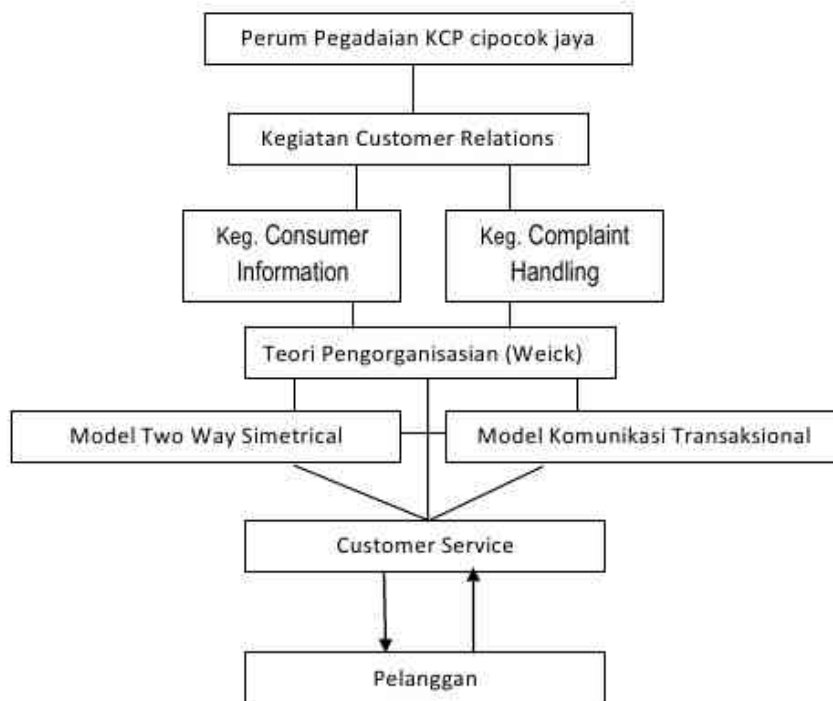 Perum Pegadaian KCP cipocok jaya
Kegiatan Customer Relations
Keg. Consumer
Information
Keg. Complaint
Handling
Teori Pengorganisasian (Weick)
Model Two Way Simetrical
Model Komunikasi Transaksional
Customer Service
Pelanggan